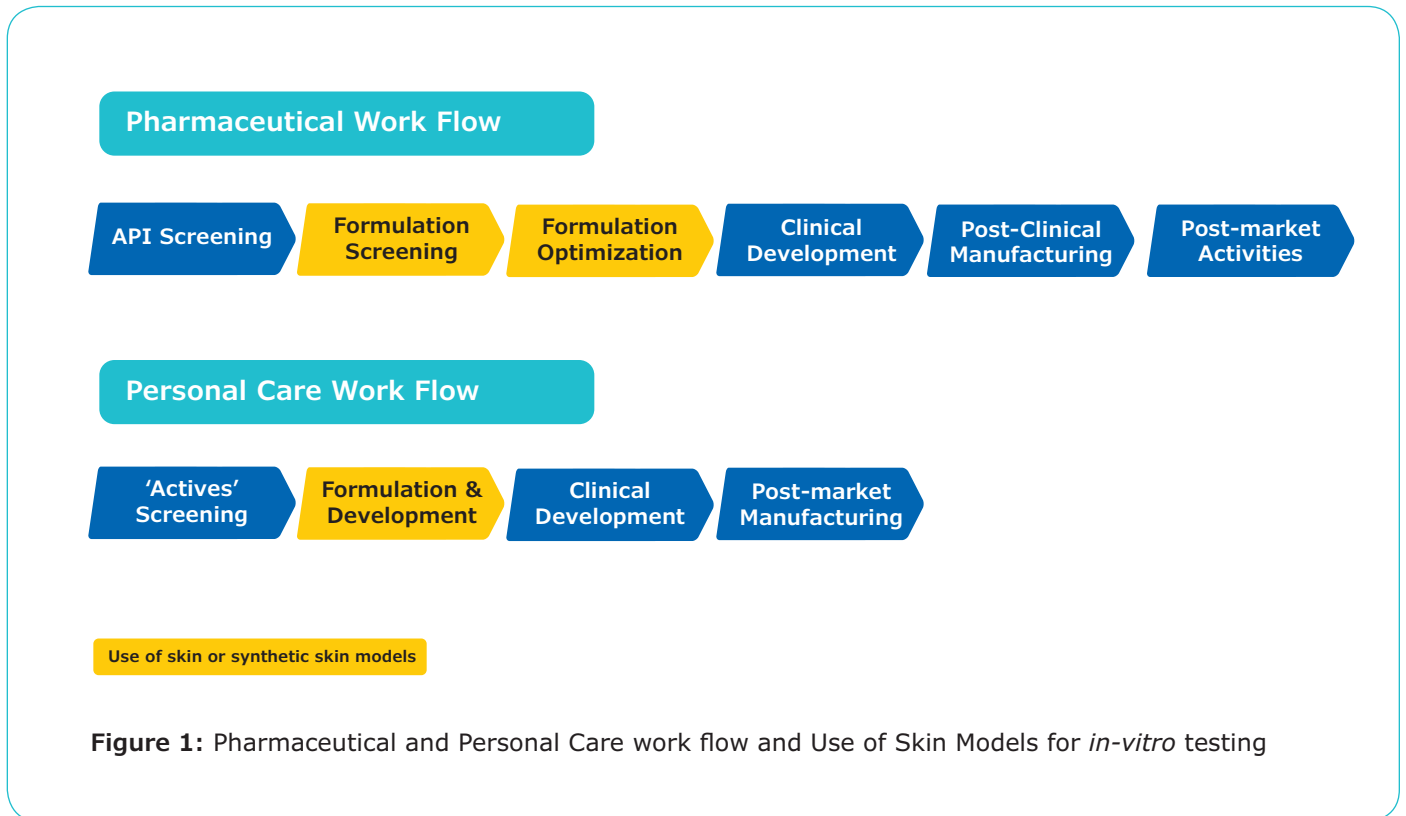 Pharmaceutical Work Flow
API Screening
Formulation
Screening
Formulation
Optimization
Clinical
Development
Post-Clinical
Manufacturing
Post-market
Activities
Personal Care Work Flow
‘Actives’
Screening
Formulation &
Development
Clinical
Development
Post-market
Manufacturing
Use of skin or synthetic skin models
Figure 1: Pharmaceutical and Personal Care work flow and Use of Skin Models for in-vitro testing